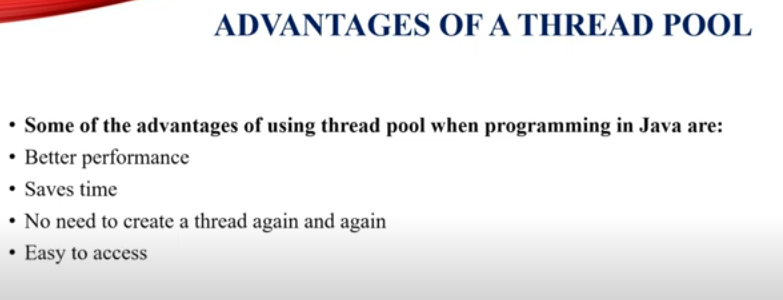 ADVANTAGES OF A THREAD POOL
• Some of the advantages of using thread pool when programming in Java are:
• Better performance
• Saves time
• No need to create a thread again and again
• Easy to access